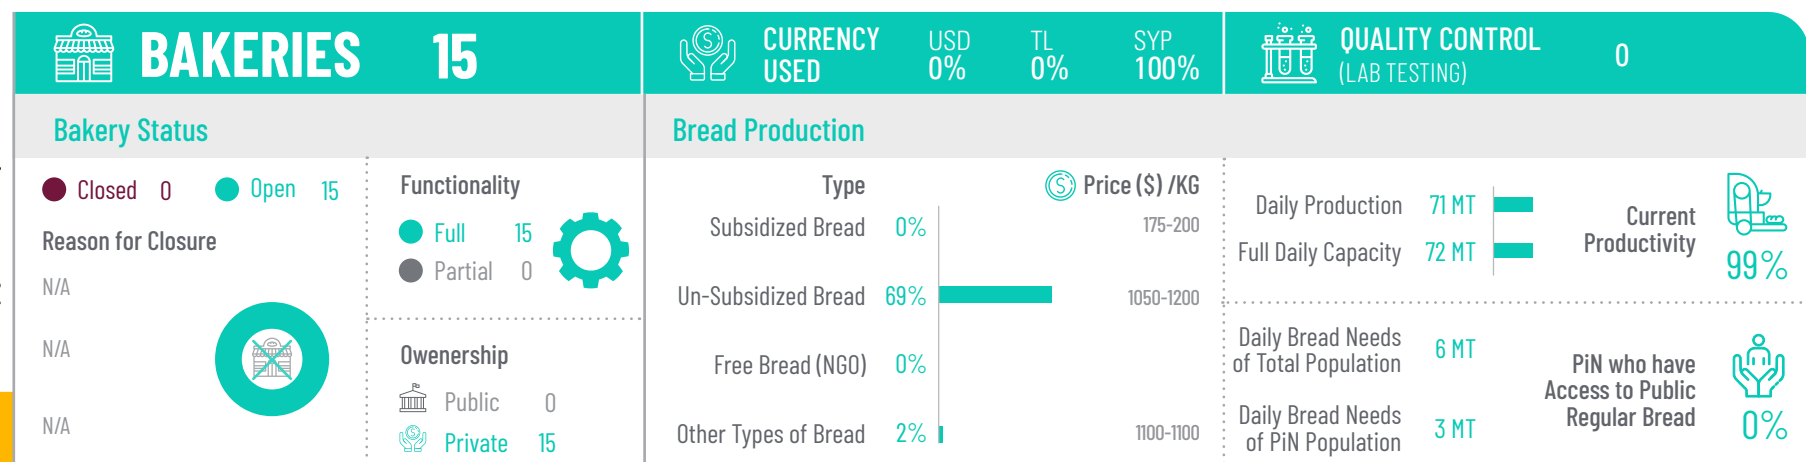 BAKERIES 15
CURRENCY USED
USD 0%
TL 0%
SYP 100%
QUALITY CONTROL
(LAB TESTING)
0
Bakery Status
Closed 0
Open 15
Reason for Closure
N/A
N/A
N/A
Functionality
Full 15
Partial 0
Owenership
Public 0
Private 15
Bread Production
Type Price ($) /KG
Subsidized Bread 0% 175-200
Un-Subsidized Bread 69% 1050-1200
Free Bread (NGO) 0%
Other Types of Bread 2% 1100-1100
Daily Production 71 MT
Full Daily Capacity 72 MT
Current
Productivity
99%
Daily Bread Needs
of Total Population
6 MT
Daily Bread Needs
of PiN Population
3 MT
PiN who have
Access to Public
Regular Bread
0%